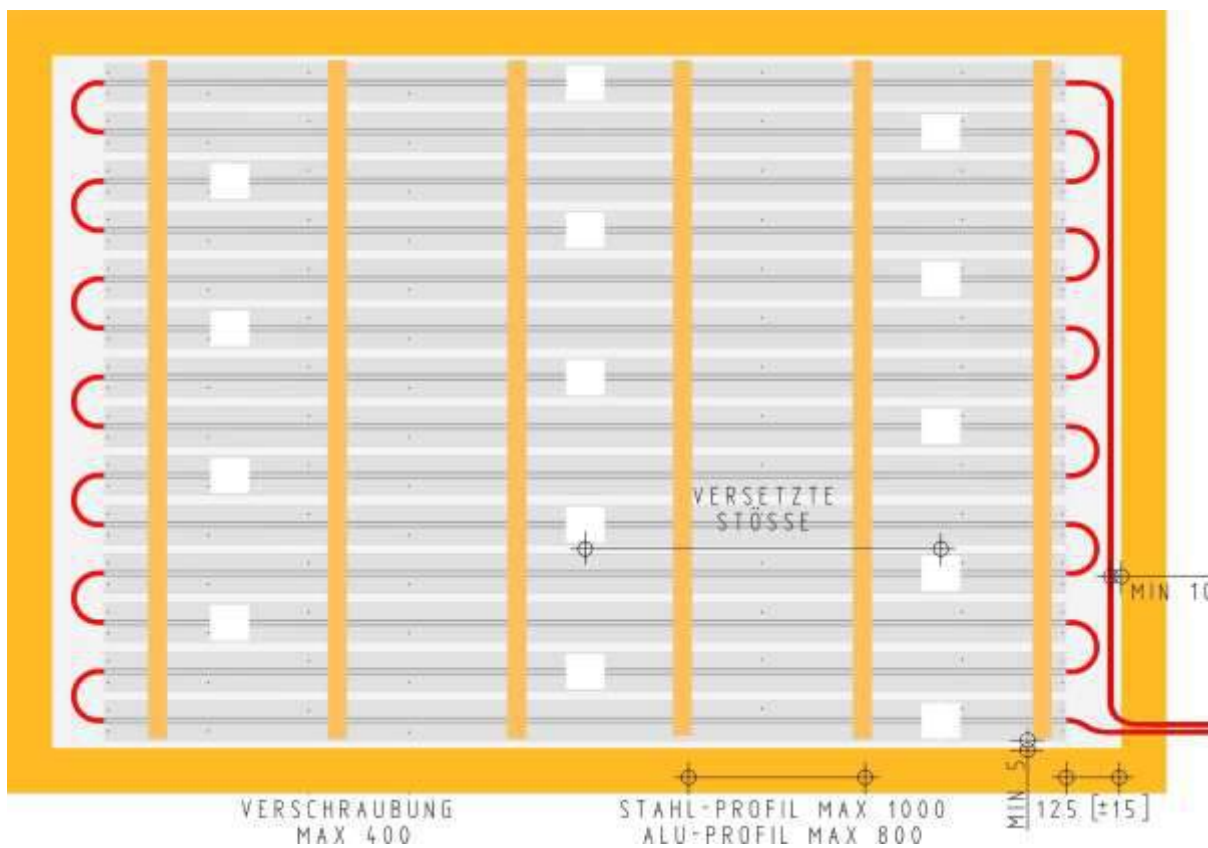 VERSETZTE
STÖSSE
MIN 10
VERSCHRAUBUNG
MAX 400
STAHL-PROFIL MAX 1000
ALU-PROFIL MAX 800
MIN 5
125 [±15]